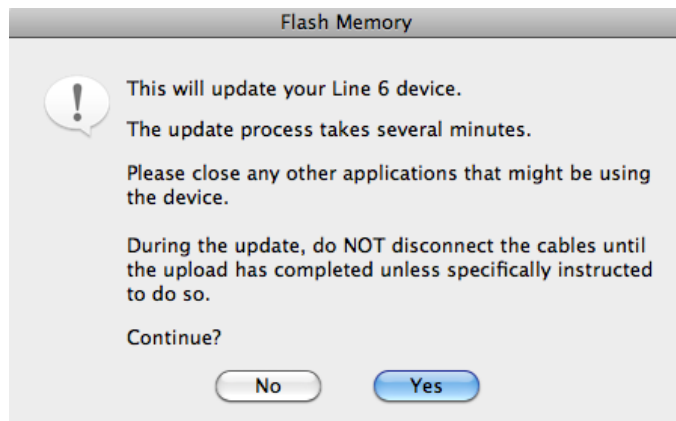 Flash Memory
This will update your Line 6 device.
The update process takes several minutes.
Please close any other applications that might be using
the device.
During the update, do NOT disconnect the cables until
the upload has completed unless specifically instructed
to do so.
Continue?
No Yes